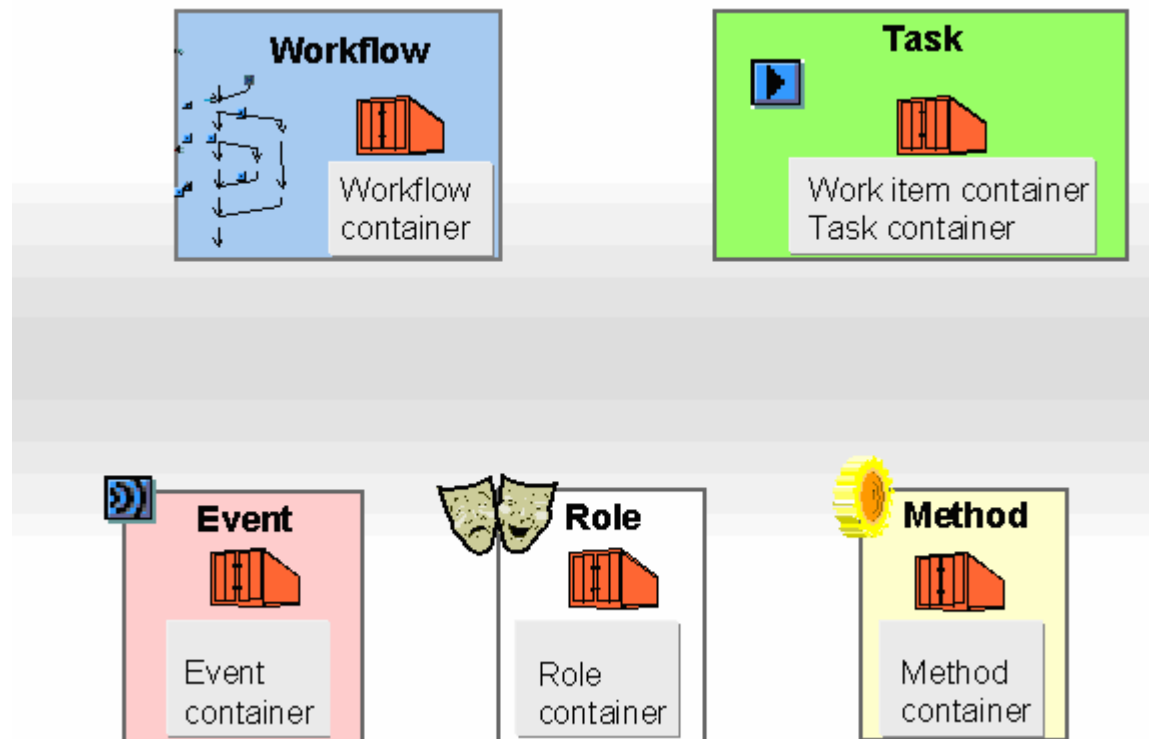 Workflow
Workflow
container
Task
Work item container
Task container
Event
Event
container
Role
Role
container
Method
Method
container